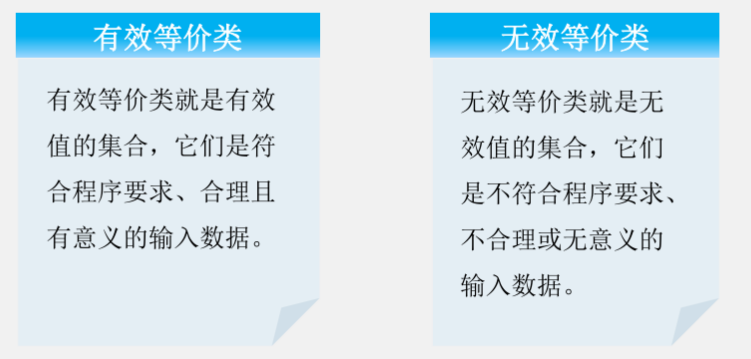 有效等价类
有效等价类就是有效
值的集合，它们是符
合程序要求、合理且
有意义的输入数据。
无效等价类
无效等价类就是无
效值的集合，它们
是不符合程序要求、
不合理或无意义的
输入数据。